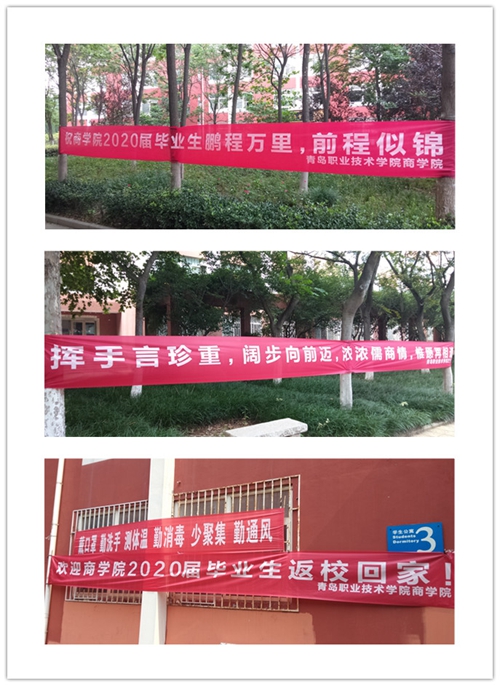 祝商学院2020届毕业生鹏程万里，前程似锦
青岛职业技术学院商学院
挥手言珍重，阔步向前迈，浓浓儒商情，
戴口罩 勤洗手 测体温 勤消毒 少聚集 勤通风
学生公寓
Students
Dormitory
3
欢迎商学院2020届毕业生返校回家！
青岛职业技术学院商学院